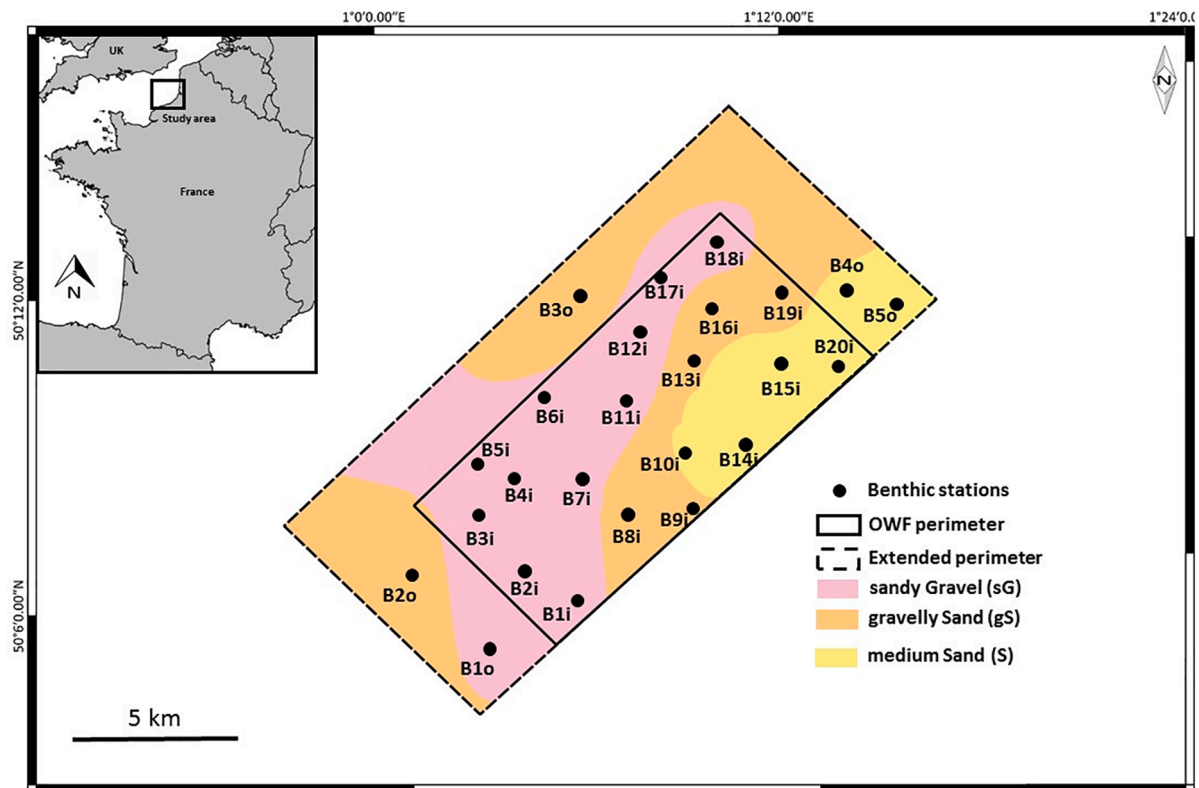 1°0'0.00"E
1°12'0.00"E
1°24'0.0
UK
Study area
France
N
N
50°12'0.00"N
50°6'0.00"N
B18i
B4o
B17i
B3o
B16i
B19i
B5o
B12i
B20i
B13i
B15i
B6i
B11i
B5i
B10i
B14i
B4i
B7i
B9i
B3i
B8i
B2i
B2o
B1i
B1o
Benthic stations
OWF perimeter
Extended perimeter
sandy Gravel (sG)
gravelly Sand (gS)
medium Sand (S)
5 km